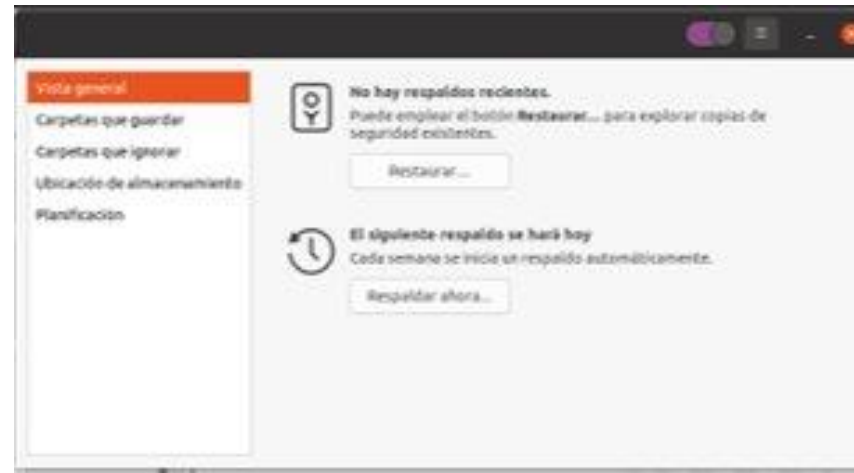 Vista general
Carpetas que guardar
Carpetas que ignorar
Ubicación de almacenamiento
Planificación
No hay respaldos recientes.
Puede emplear el botón Restaurar... para explorar copias de
seguridad existentes.
Restaurar...
El siguiente respaldo se hará hoy
Cada semana se inicia un respaldo automáticamente.
Respaldar ahora...